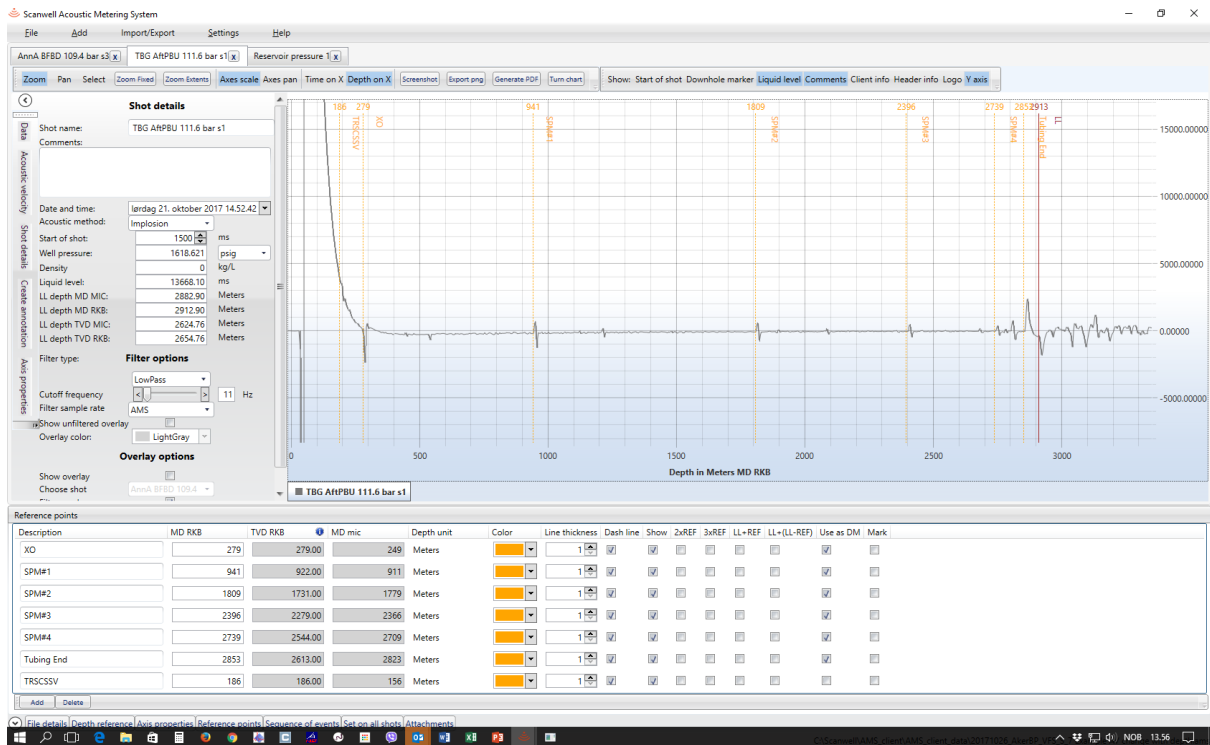 Scanwell Acoustic Metering System
File Add Import/Export Settings Help
AnnA BFBD 109.4 bar s3 x TBG AftPBU 111.6 bar s1 x Reservoir pressure 1 x
Zoom Pan Select Zoom Fixed Zoom Extents Axes scale Axes pan Time on X Depth on X Screenshot Export png Generate PDF Turn chart Show: Start of shot Downhole marker Liquid level Comments Client info Header info Logo Y axis
Data
Acoustic velocity
Shot details
Create annotation
Axis properties
Shot details
Shot name: TBG AftPBU 111.6 bar s1
Comments:
Date and time: lørdag 21. oktober 2017 14.52.42
Acoustic method: Implosion
Start of shot: 1500 ms
Well pressure: 1618.621 psig
Density 0 kg/L
Liquid level: 13668.10 ms
LL depth MD MIC: 2882.90 Meters
LL depth MD RKB: 2912.90 Meters
LL depth TVD MIC: 2624.76 Meters
LL depth TVD RKB: 2654.76 Meters
Filter type: Filter options
LowPass
Cutoff frequency < > 11 Hz
Filter sample rate AMS
Show unfiltered overlay
Overlay color: LightGray
Overlay options
Show overlay
Choose shot AnnA BFBD 109.4
186 279 941 1809 2396 2739 2853 2913
TRSCSSV
XO
SPM#1
SPM#2
SPM#3
SPM#4
Tubing End
LL
15000.00000
10000.00000
5000.00000
0.00000
-5000.00000
0 500 1000 1500 2000 2500 3000
Depth in Meters MD RKB
TBG AftPBU 111.6 bar s1
Reference points
Description MD RKB TVD RKB MD mic Depth unit Color Line thickness Dash line Show 2xREF 3xREF LL+REF LL+(LL-REF) Use as DM Mark
XO 279 279.00 249 Meters 1
SPM#1 941 922.00 911 Meters 1
SPM#2 1809 1731.00 1779 Meters 1
SPM#3 2396 2279.00 2366 Meters 1
SPM#4 2739 2544.00 2709 Meters 1
Tubing End 2853 2613.00 2823 Meters 1
TRSCSSV 186 186.00 156 Meters 1
Add Delete
File details Depth reference Axis properties Reference points Sequence of events Set on all shots Attachments
NOB 13.56